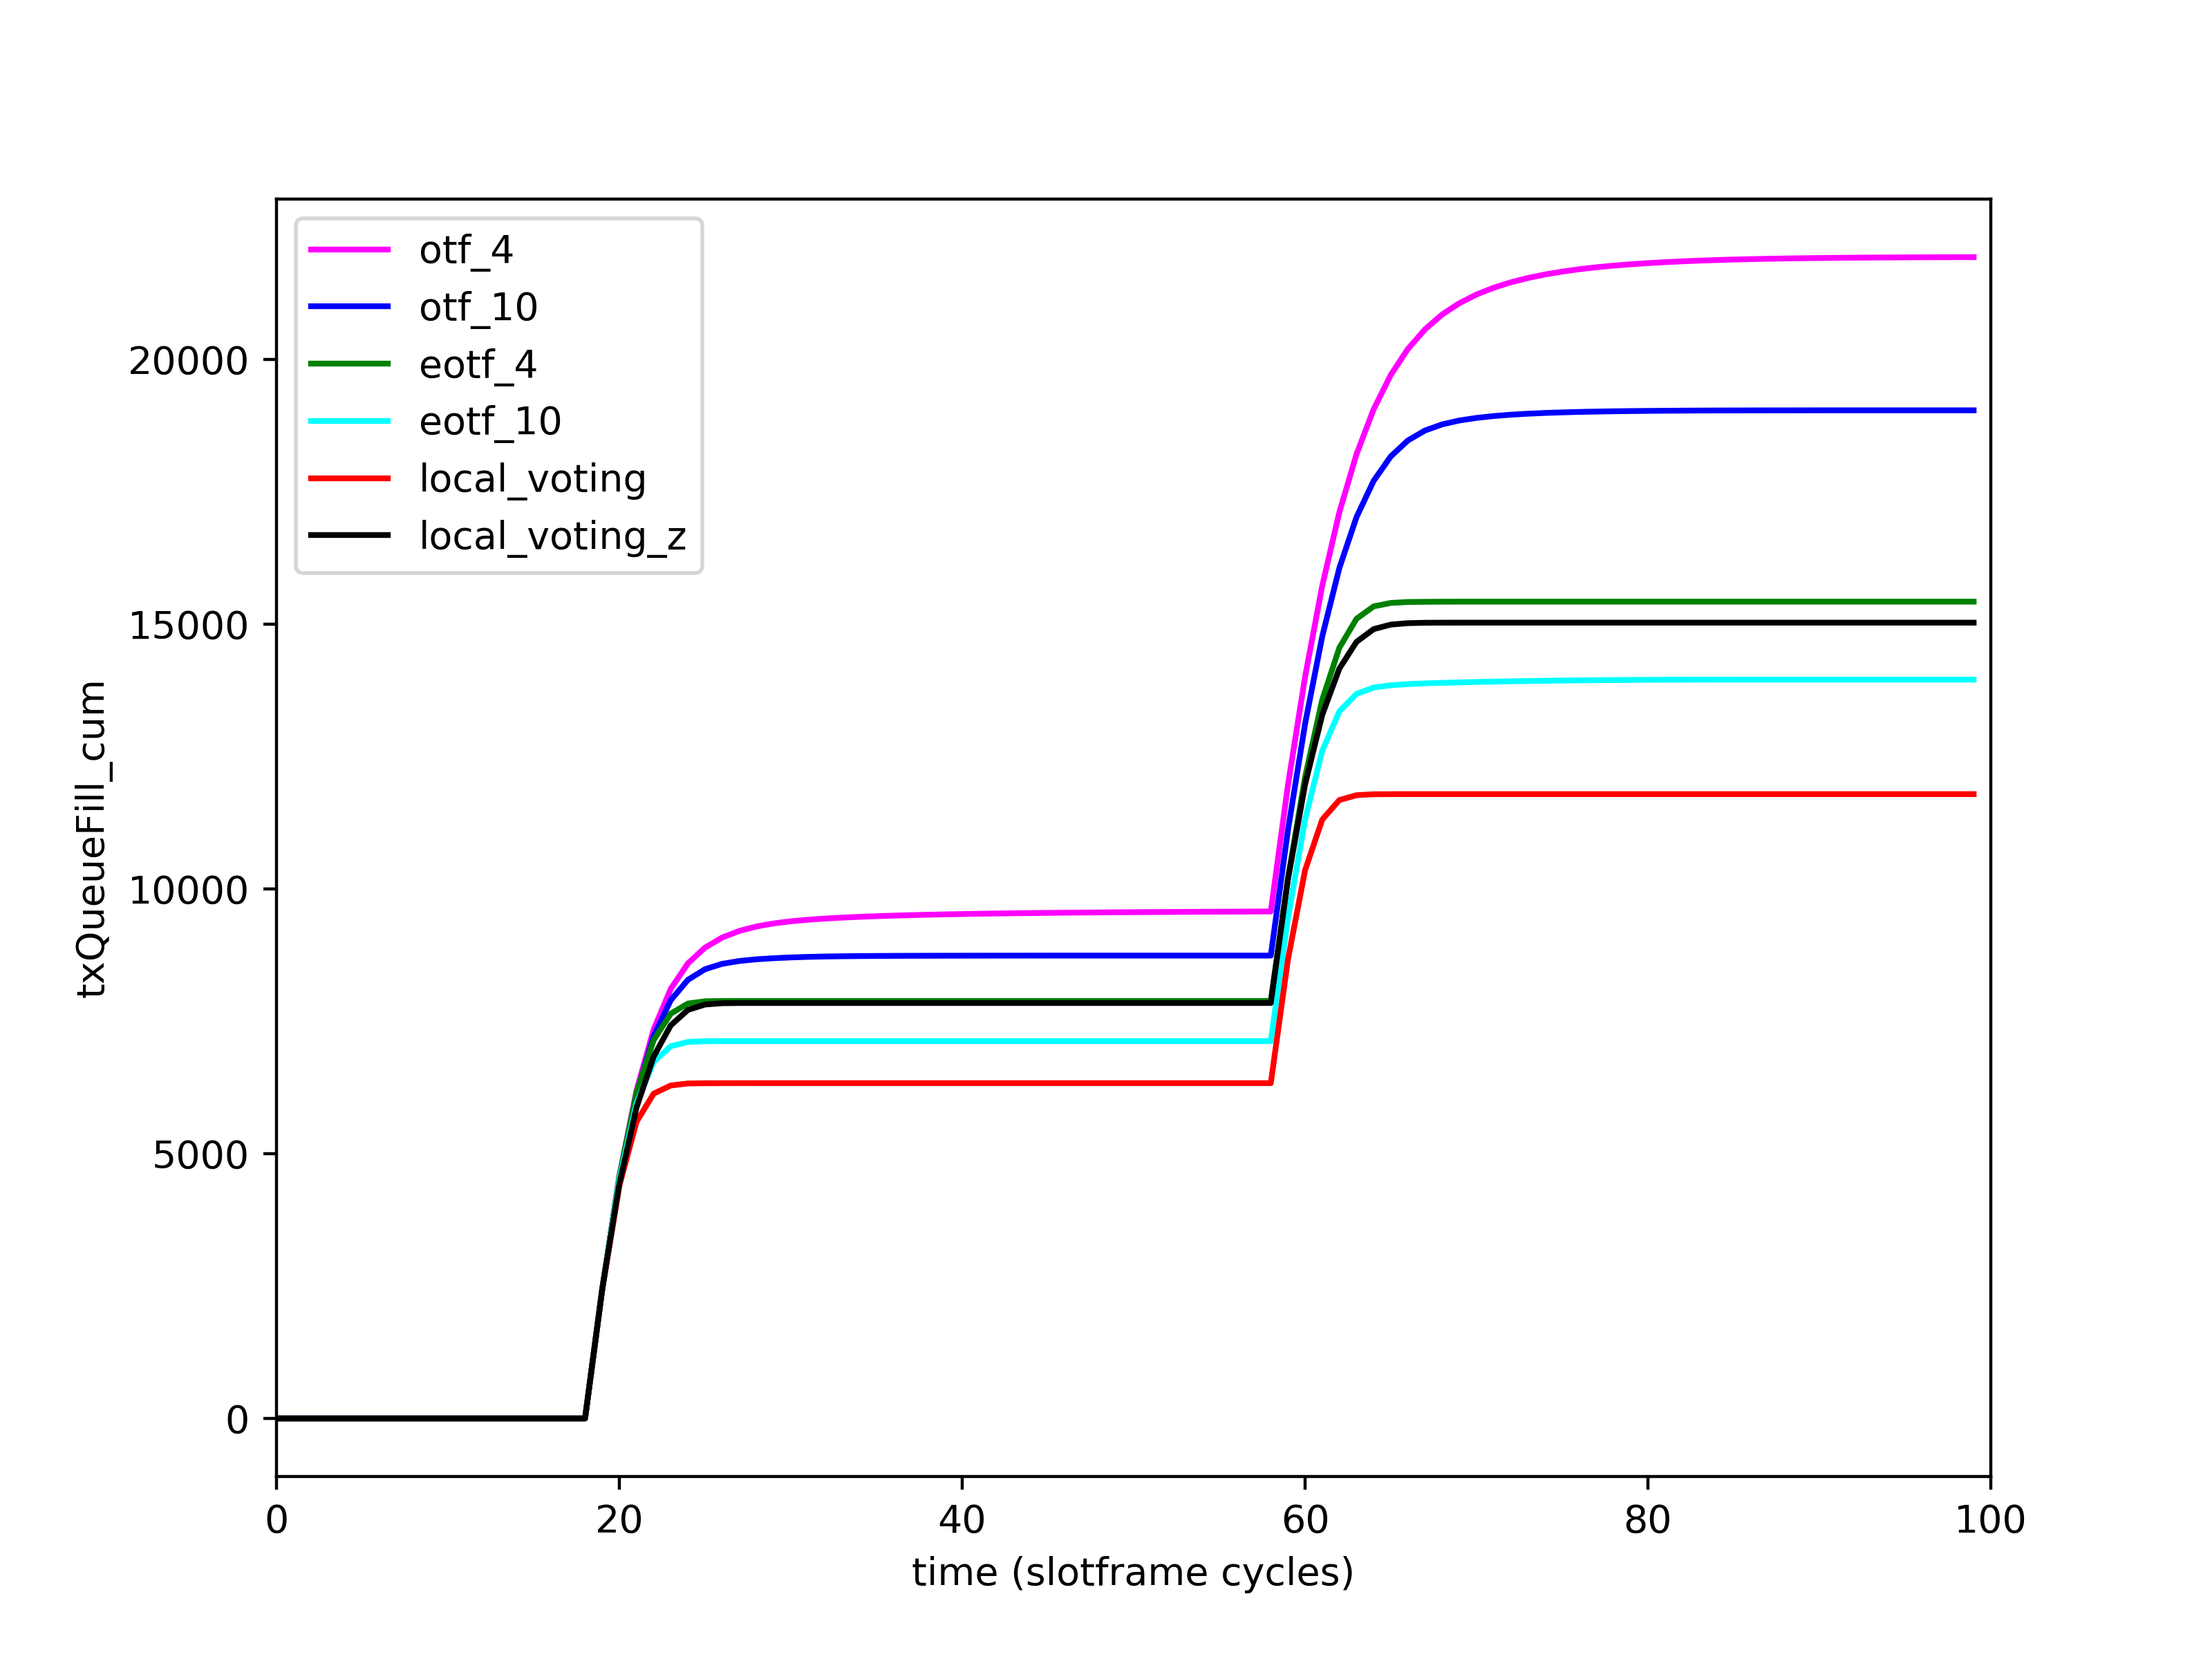 otf_4
otf_10
eotf_4
eotf_10
local_voting
local_voting_z
txQueueFill_cum
20000
15000
10000
5000
0
0 20 40 60 80 100
time (slotframe cycles)